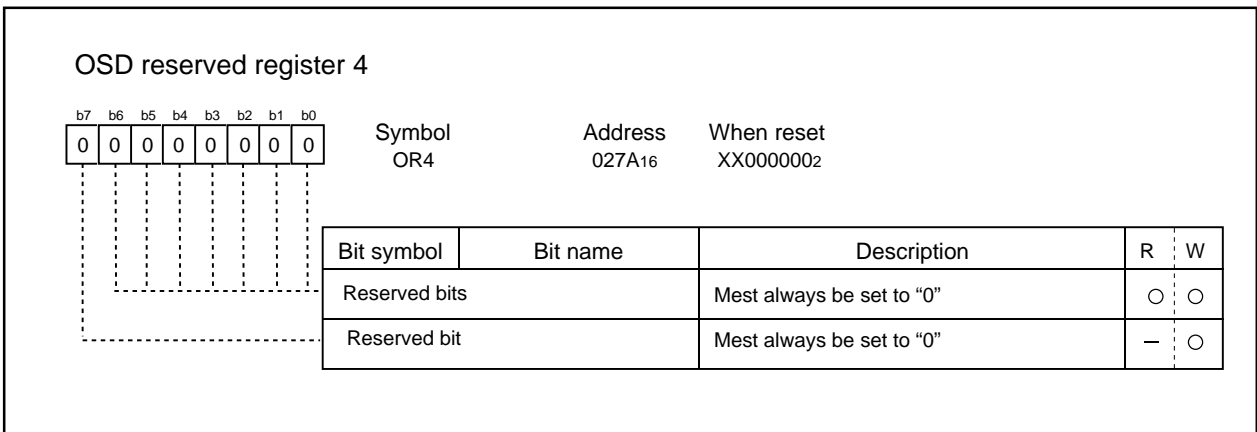 OSD reserved register 4
b7 b6 b5 b4 b3 b2 b1 b0
0 0 0 0 0 0 0 0
Symbol Address When reset
OR4 027A16 XX0000002
Bit symbol Bit name Description R W
Reserved bits Mest always be set to “0” ○ ○
Reserved bit Mest always be set to “0” – ○